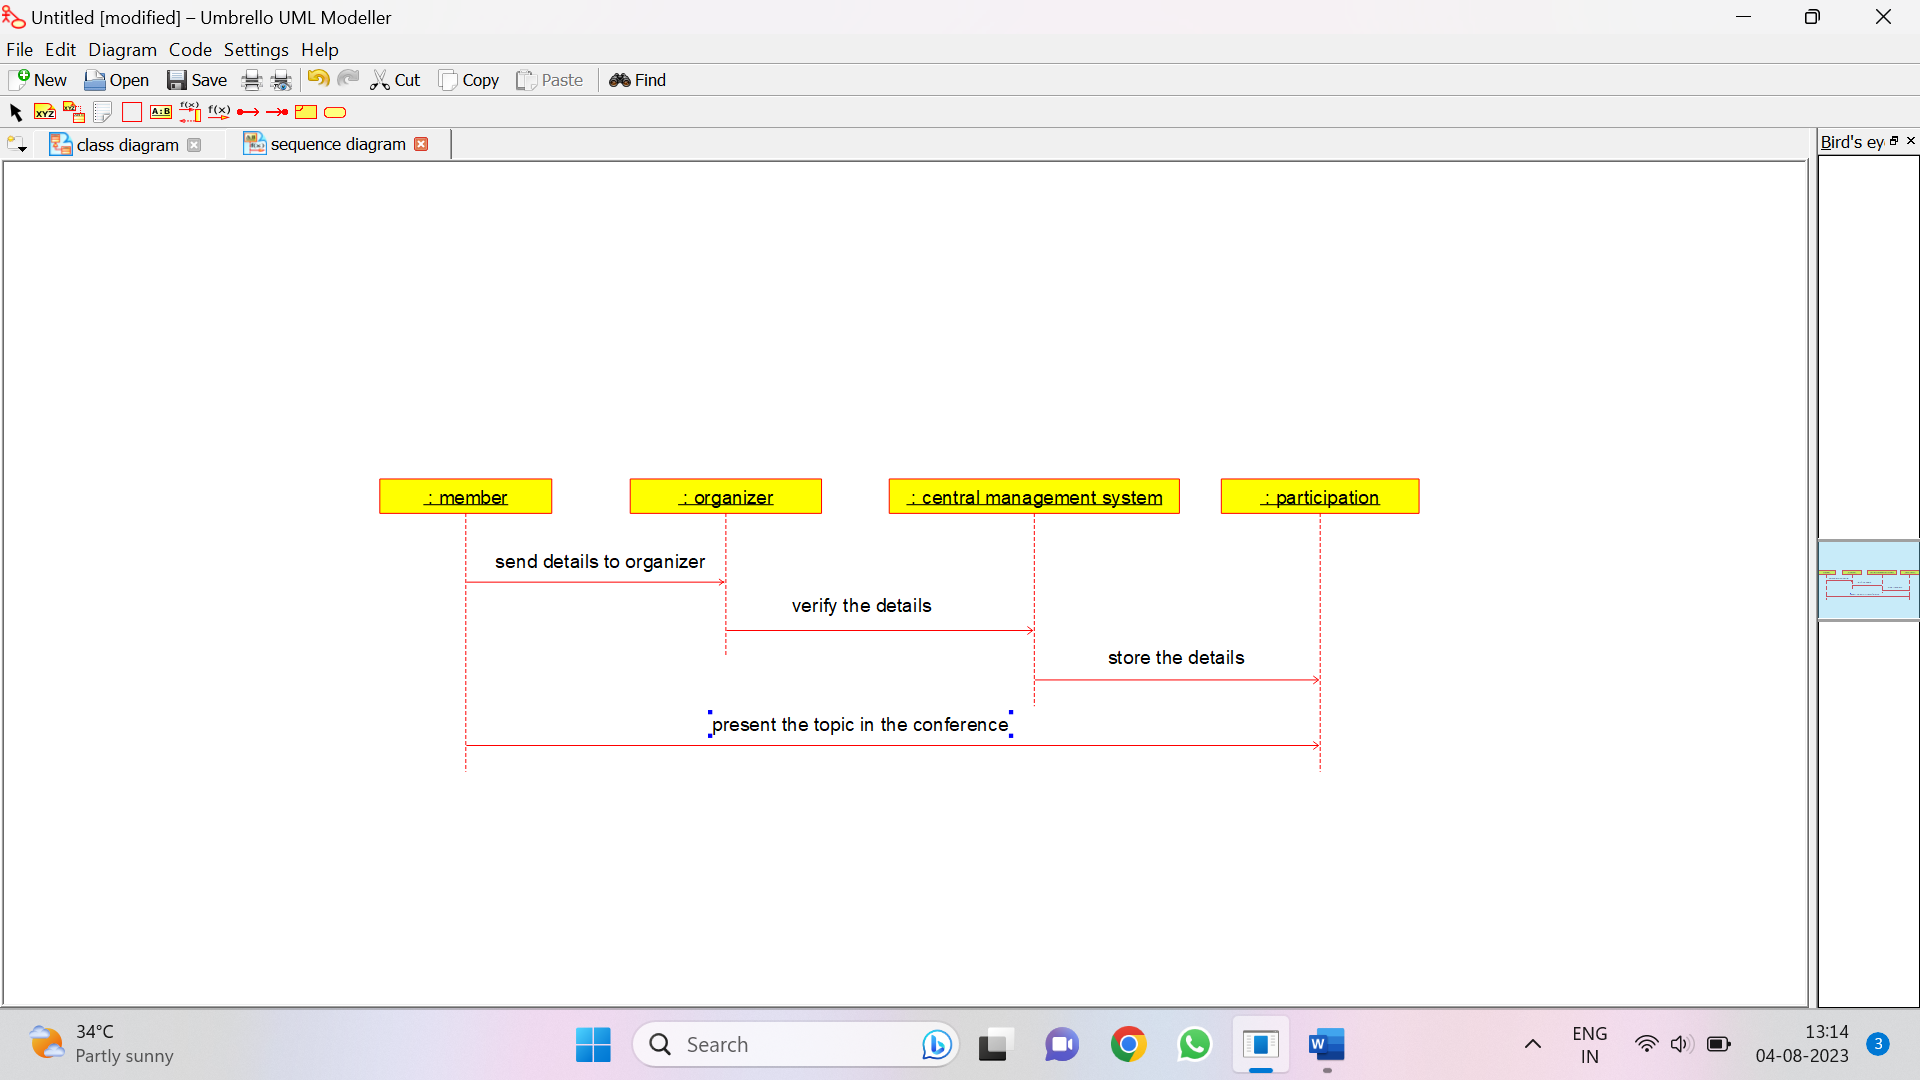 Untitled [modified] – Umbrello UML Modeller
File Edit Diagram Code Settings Help
New Open Save Cut Copy Paste Find
XYZ XYZ A:B f(x) f(x)
class diagram sequence diagram
Bird's ey
: member : organizer : central management system : participation
send details to organizer
verify the details
store the details
present the topic in the conference
34°C
Partly sunny
Search
W
ENG
IN
13:14
04-08-2023
3